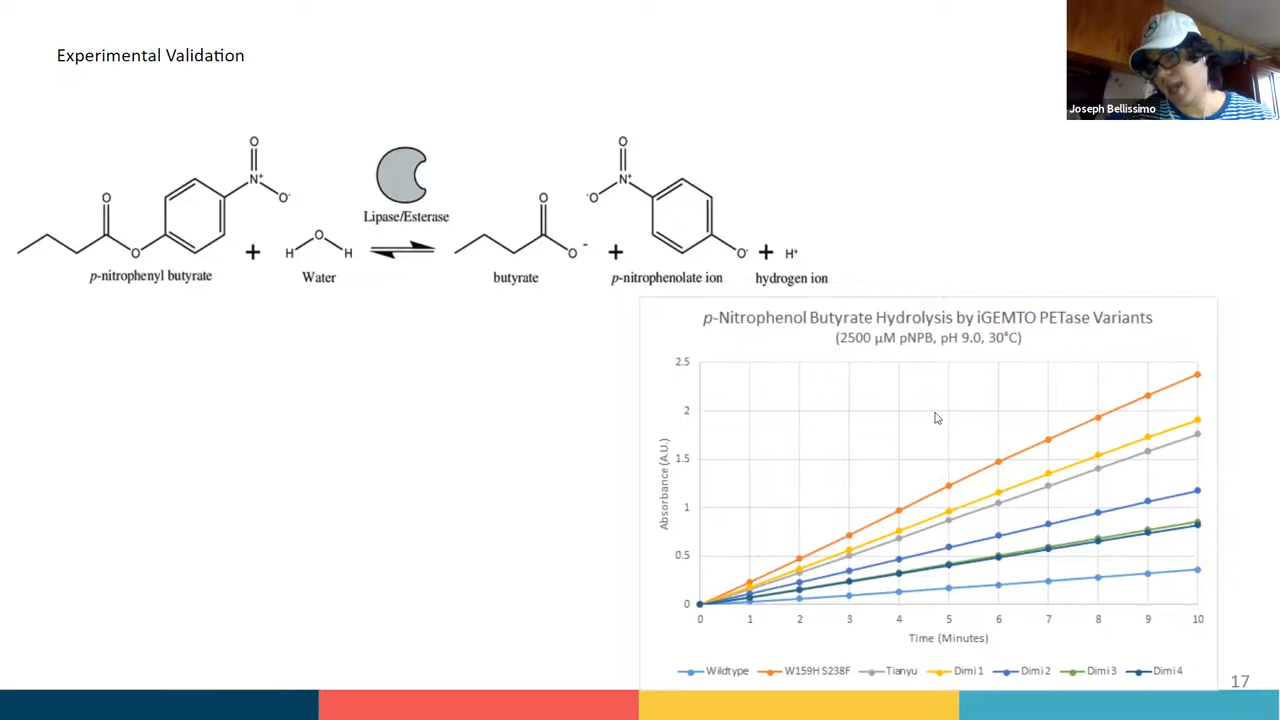 Experimental Validation
Joseph Bellissimo
O
N⁺
O⁻
O
O
p-nitrophenyl butyrate
+
H O H
Water
Lipase/Esterase
O
O⁻
butyrate
+
O
⁻O N⁺
O⁻
p-nitrophenolate ion
+
H⁺
hydrogen ion
p-Nitrophenol Butyrate Hydrolysis by iGEMTO PETase Variants
(2500 µM pNPB, pH 9.0, 30°C)
Absorbance (A.U.)
2.5
2
1.5
1
0.5
0
0 1 2 3 4 5 6 7 8 9 10
Time (Minutes)
Wildtype W159H S238F Tianyu Dimi 1 Dimi 2 Dimi 3 Dimi 4
17